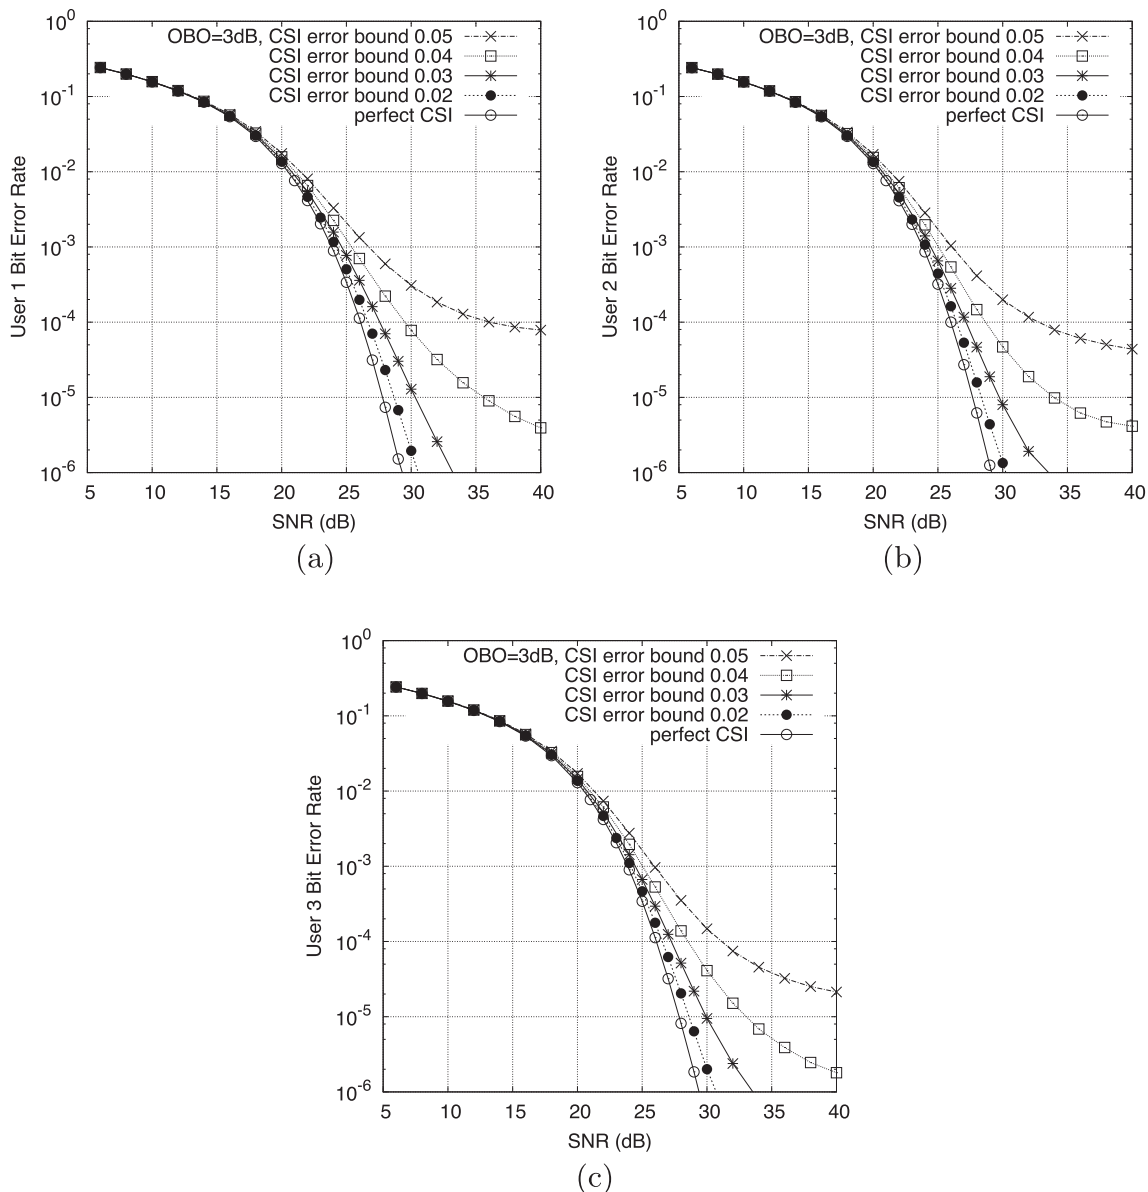 OBO=3dB, CSI error bound 0.05
CSI error bound 0.04
CSI error bound 0.03
CSI error bound 0.02
perfect CSI
10^0
10^-1
10^-2
10^-3
10^-4
10^-5
10^-6
User 1 Bit Error Rate
5 10 15 20 25 30 35 40
SNR (dB)
(a)
OBO=3dB, CSI error bound 0.05
CSI error bound 0.04
CSI error bound 0.03
CSI error bound 0.02
perfect CSI
10^0
10^-1
10^-2
10^-3
10^-4
10^-5
10^-6
User 2 Bit Error Rate
5 10 15 20 25 30 35 40
SNR (dB)
(b)
OBO=3dB, CSI error bound 0.05
CSI error bound 0.04
CSI error bound 0.03
CSI error bound 0.02
perfect CSI
10^0
10^-1
10^-2
10^-3
10^-4
10^-5
10^-6
User 3 Bit Error Rate
5 10 15 20 25 30 35 40
SNR (dB)
(c)